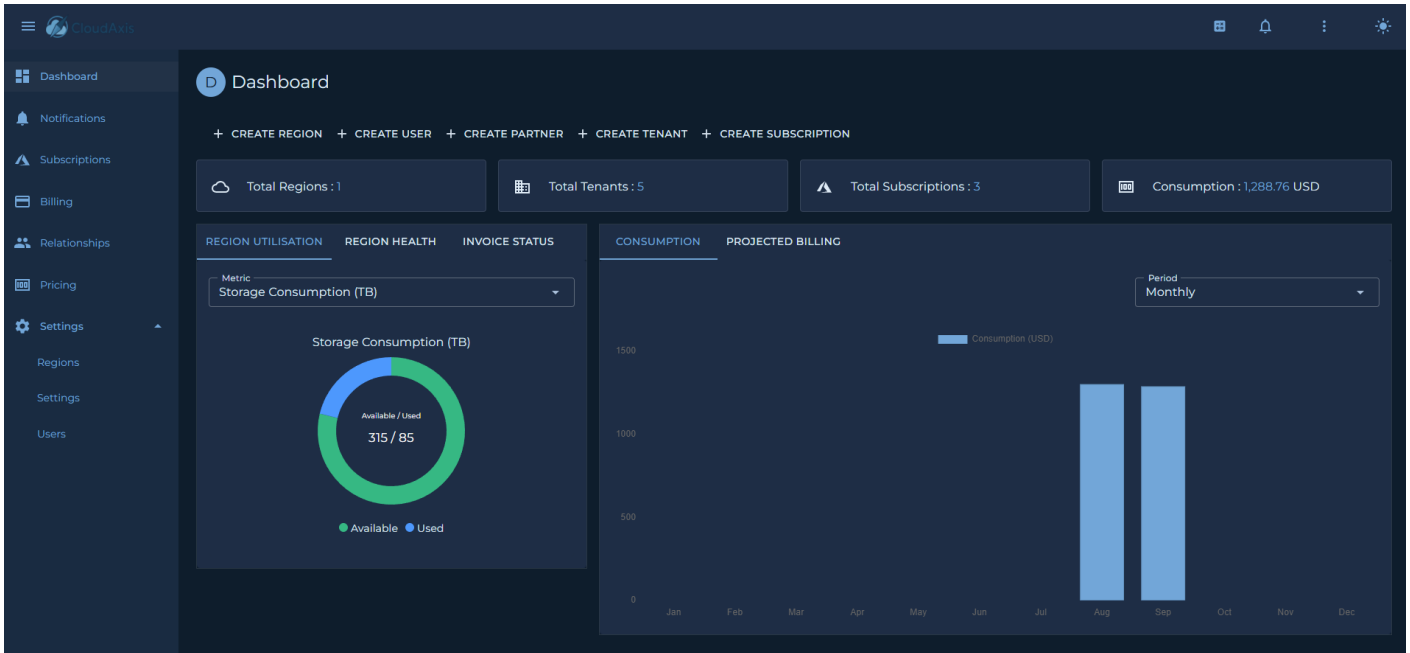 CloudAxis
Dashboard
Notifications
Subscriptions
Billing
Relationships
Pricing
Settings
Regions
Settings
Users
D Dashboard
+ CREATE REGION + CREATE USER + CREATE PARTNER + CREATE TENANT + CREATE SUBSCRIPTION
Total Regions : 1
Total Tenants : 5
Total Subscriptions : 3
Consumption : 1,288.76 USD
REGION UTILISATION REGION HEALTH INVOICE STATUS
Metric
Storage Consumption (TB)
Storage Consumption (TB)
Available / Used
315 / 85
Available Used
CONSUMPTION PROJECTED BILLING
Period
Monthly
Consumption (USD)
1500
1000
500
0
Jan Feb Mar Apr May Jun Jul Aug Sep Oct Nov Dec